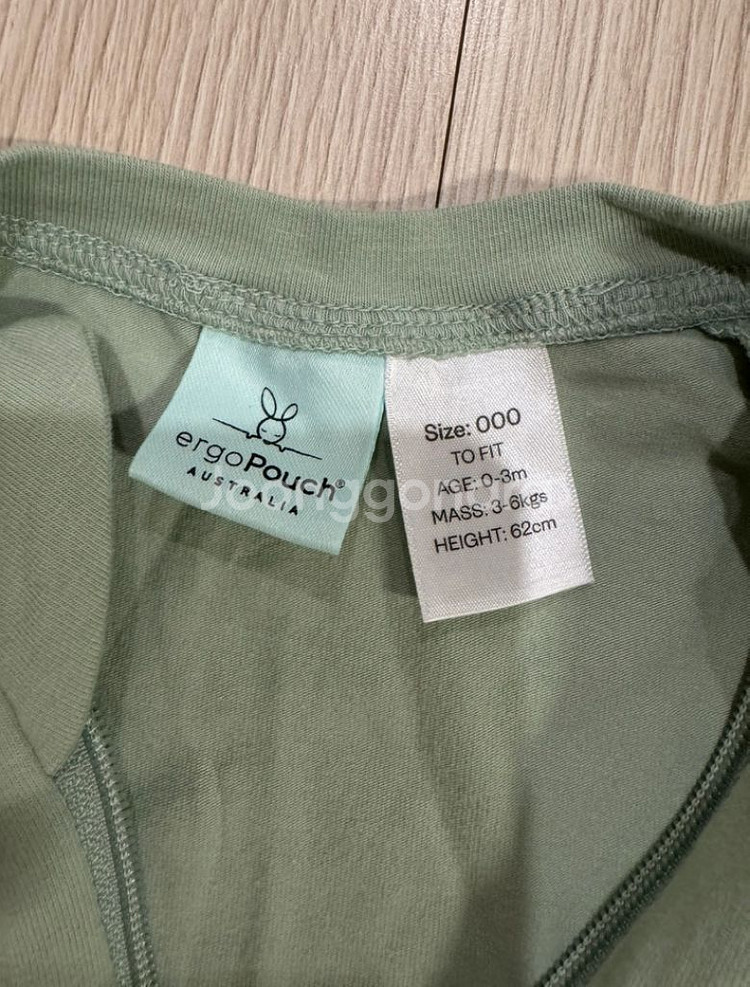 ergoPouch®
AUSTRALIA
Size: 000
TO FIT
AGE: 0-3m
MASS: 3-6kgs
HEIGHT: 62cm